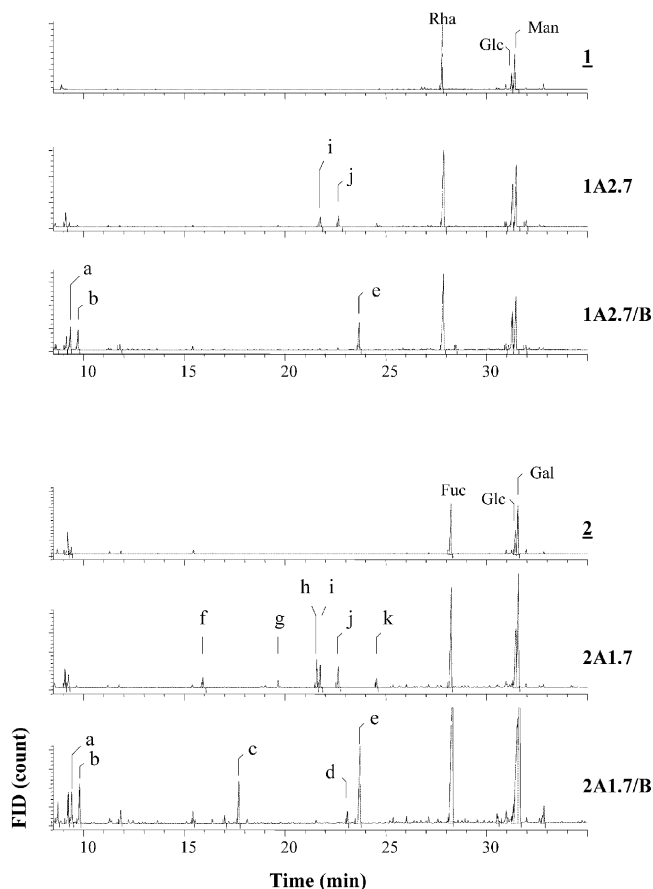 Rha
Glc
Man
1
i
j
1A2.7
a
b
e
1A2.7/B
10 15 20 25 30
Fuc
Glc
Gal
2
f
g
h i
j
k
2A1.7
a
b
c
d
e
2A1.7/B
FID (count)
10 15 20 25 30
Time (min)